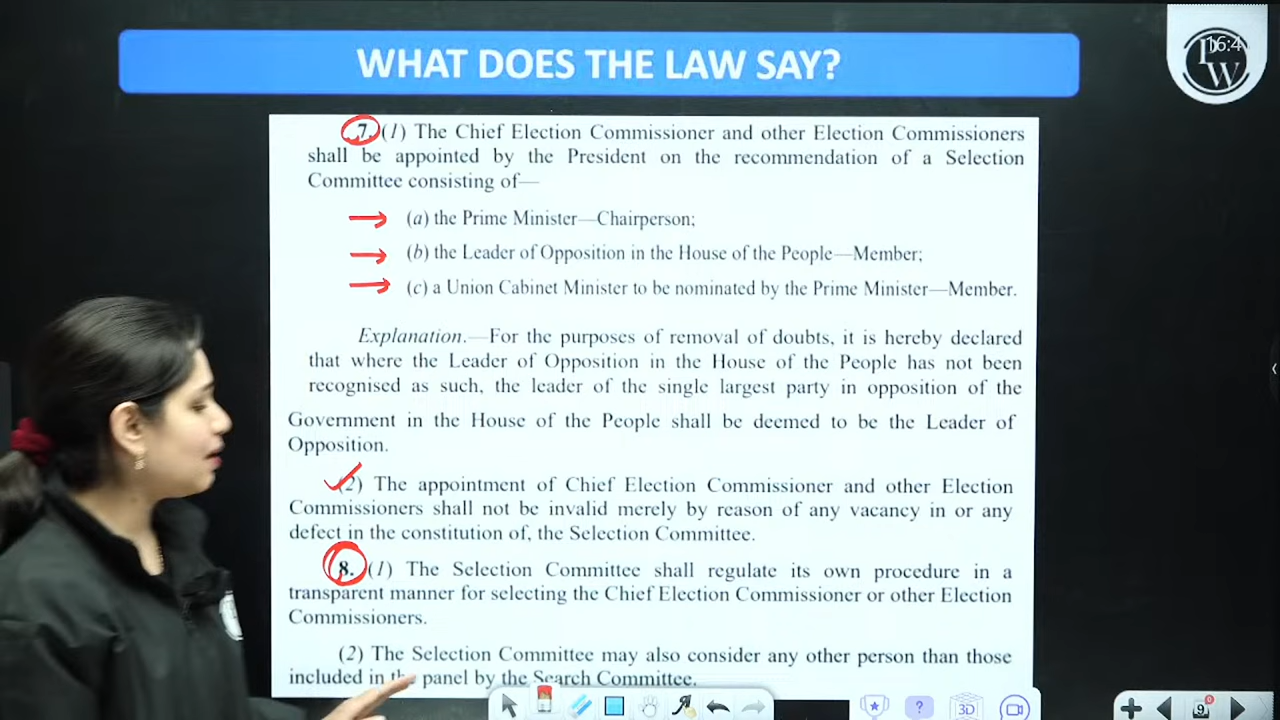 WHAT DOES THE LAW SAY?
16:4
W
7. (1) The Chief Election Commissioner and other Election Commissioners
shall be appointed by the President on the recommendation of a Selection
Committee consisting of—
(a) the Prime Minister—Chairperson;
(b) the Leader of Opposition in the House of the People—Member;
(c) a Union Cabinet Minister to be nominated by the Prime Minister—Member.
Explanation.—For the purposes of removal of doubts, it is hereby declared
that where the Leader of Opposition in the House of the People has not been
recognised as such, the leader of the single largest party in opposition of the
Government in the House of the People shall be deemed to be the Leader of
Opposition.
(2) The appointment of Chief Election Commissioner and other Election
Commissioners shall not be invalid merely by reason of any vacancy in or any
defect in the constitution of, the Selection Committee.
8. (1) The Selection Committee shall regulate its own procedure in a
transparent manner for selecting the Chief Election Commissioner or other Election
Commissioners.
(2) The Selection Committee may also consider any other person than those
included in the panel by the Search Committee.
? 3D 9